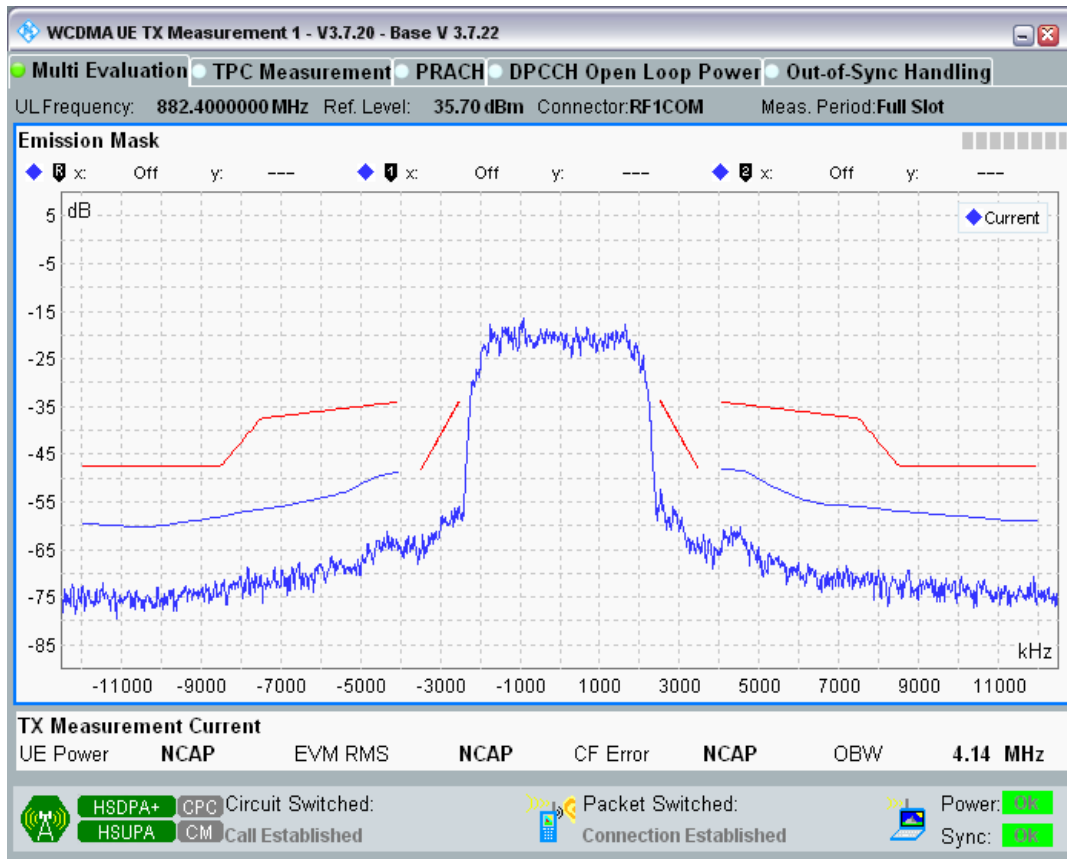 WCDMA UE TX Measurement 1 - V3.7.20 - Base V 3.7.22
Multi Evaluation TPC Measurement PRACH DPCCH Open Loop Power Out-of-Sync Handling
UL Frequency: 882.4000000 MHz Ref. Level: 35.70 dBm Connector:RF1COM Meas. Period:Full Slot
Emission Mask
R x: Off y: --- 1 x: Off y: --- 2 x: Off y: ---
dB
Current
5
-5
-15
-25
-35
-45
-55
-65
-75
-85
kHz
-11000 -9000 -7000 -5000 -3000 -1000 1000 3000 5000 7000 9000 11000
TX Measurement Current
UE Power NCAP EVM RMS NCAP CF Error NCAP OBW 4.14 MHz
HSDPA+ CPC Circuit Switched: Packet Switched: Power: Ok
HSUPA CM Call Established Connection Established Sync: Ok